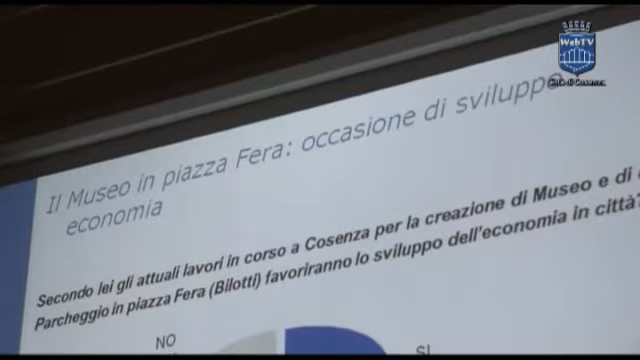 WebTV
Città di Cosenza
Il Museo in piazza Fera: occasione di sviluppo
economia
Secondo lei gli attuali lavori in corso a Cosenza per la creazione di Museo e di
Parcheggio in piazza Fera (Bilotti) favoriranno lo sviluppo dell'economia in città?
NO
SI